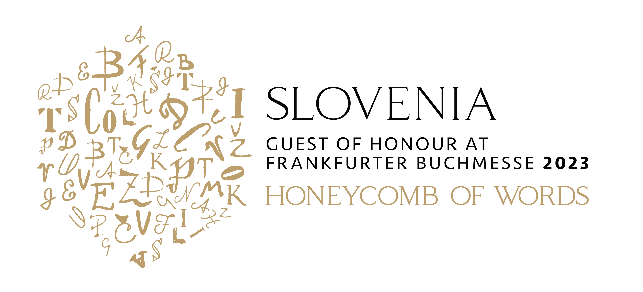 SLOVENIA
GUEST OF HONOUR AT
FRANKFURTER BUCHMESSE 2023
HONEYCOMB OF WORDS